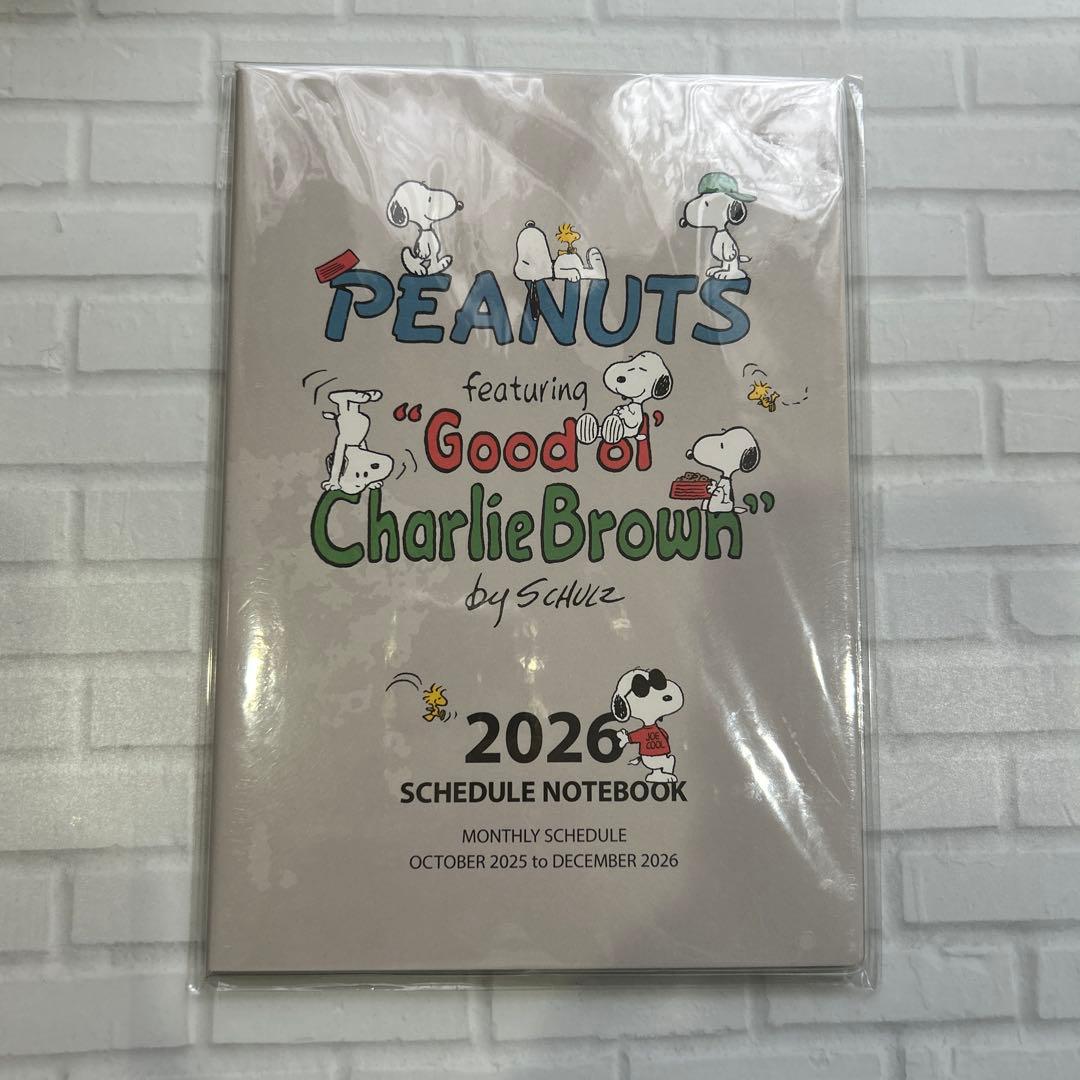 PEANUTS
featuring
"Good ol'
Charlie Brown"
by SCHULZ
2026
JOE
COOL
SCHEDULE NOTEBOOK
MONTHLY SCHEDULE
OCTOBER 2025 to DECEMBER 2026